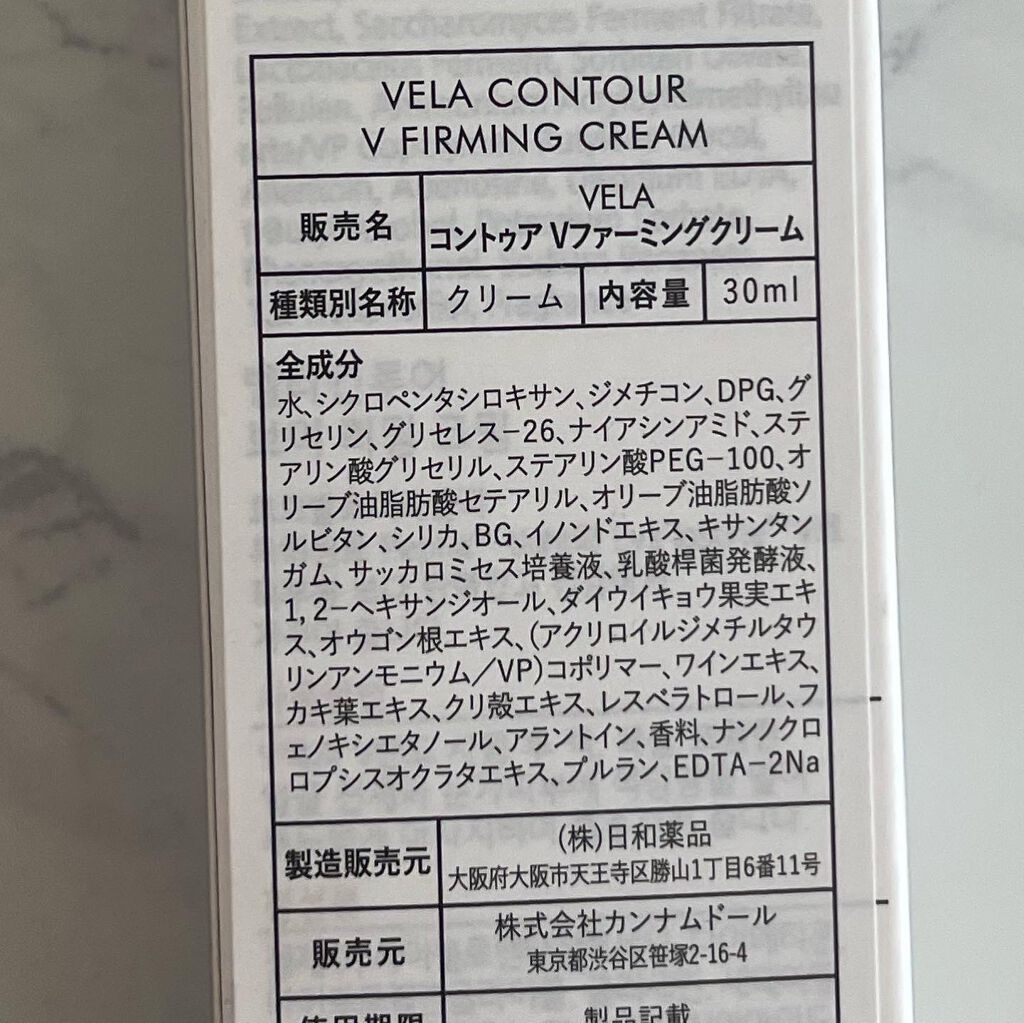 Extract, Saccharomyces Ferment Filtrate,
VELA CONTOUR
V FIRMING CREAM
販売名
VELA
コントゥア Vファーミングクリーム
種類別名称 クリーム 内容量 30ml
全成分
水、シクロペンタシロキサン、ジメチコン、DPG、グ
リセリン、グリセレス−26、ナイアシンアミド、ステ
アリン酸グリセリル、ステアリン酸PEG−100、オ
リーブ油脂肪酸セテアリル、オリーブ油脂肪酸ソ
ルビタン、シリカ、BG、イノンドエキス、キサンタン
ガム、サッカロミセス培養液、乳酸桿菌発酵液、
1,2−ヘキサンジオール、ダイウイキョウ果実エキ
ス、オウゴン根エキス、(アクリロイルジメチルタウ
リンアンモニウム/VP)コポリマー、ワインエキス、
カキ葉エキス、クリ殻エキス、レスベラトロール、フ
ェノキシエタノール、アラントイン、香料、ナンノクロ
ロプシスオクラタエキス、プルラン、EDTA−2Na
製造販売元
(株)日和薬品
大阪府大阪市天王寺区勝山1丁目6番11号
販売元
株式会社カンナムドール
東京都渋谷区笹塚2-16-4
使用期限 製品記載